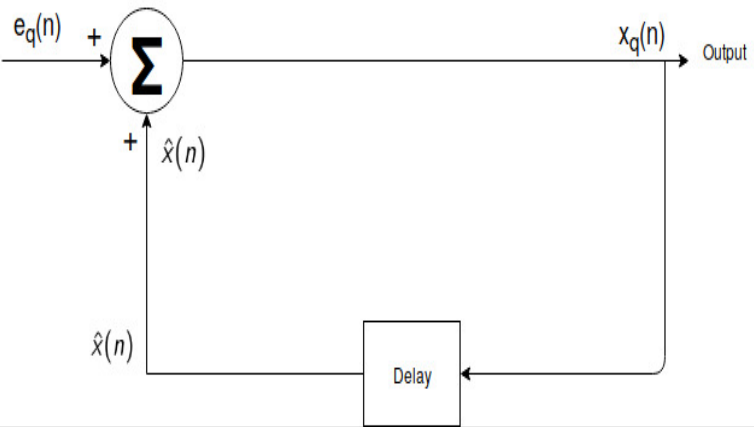 eq(n)
+
Σ
xq(n)
Output
+
x̂(n)
x̂(n)
Delay